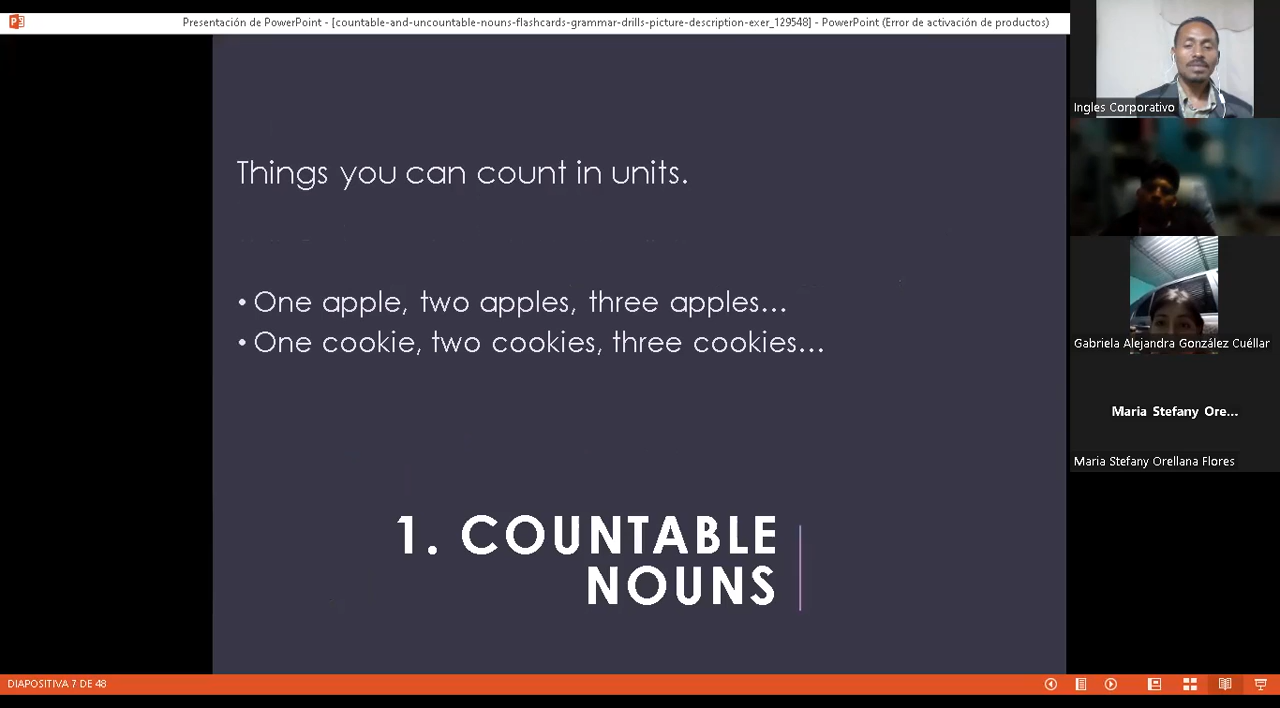 Presentación de PowerPoint - [countable-and-uncountable-nouns-flashcards-grammar-drills-picture-description-exer_129548] - PowerPoint (Error de activación de productos)
Things you can count in units.
• One apple, two apples, three apples...
• One cookie, two cookies, three cookies...
1. COUNTABLE
NOUNS
DIAPOSITIVA 7 DE 48
Ingles Corporativo
Gabriela Alejandra González Cuéllar
Maria Stefany Ore...
Maria Stefany Orellana Flores